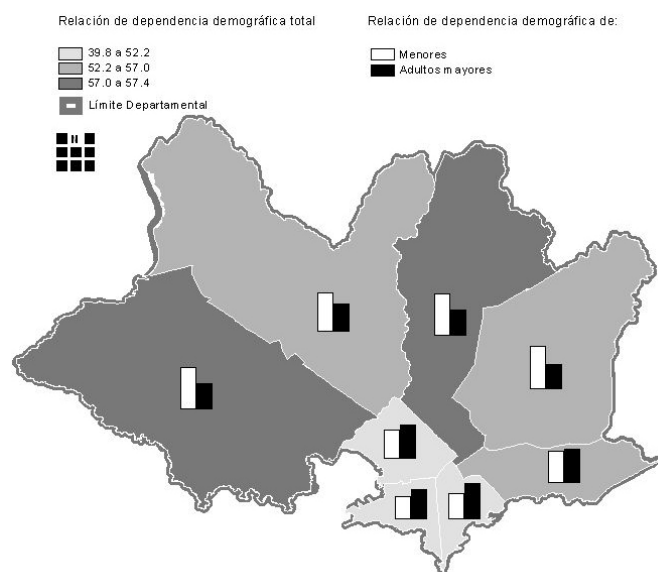 Relación de dependencia demográfica total
39.8 a 52.2
52.2 a 57.0
57.0 a 57.4
Límite Departamental
Relación de dependencia demográfica de:
Menores
Adultos mayores